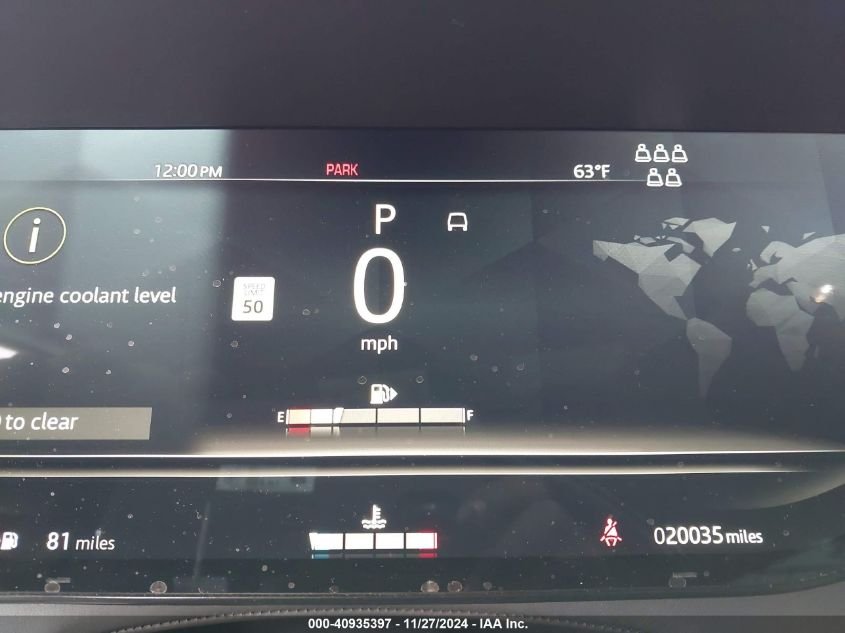 12:00 PM PARK 63°F
P
i
engine coolant level
SPEED
LIMIT
50
0
mph
to clear
E F
81 miles
020035 miles
000-40935397 - 11/27/2024 - IAA Inc.